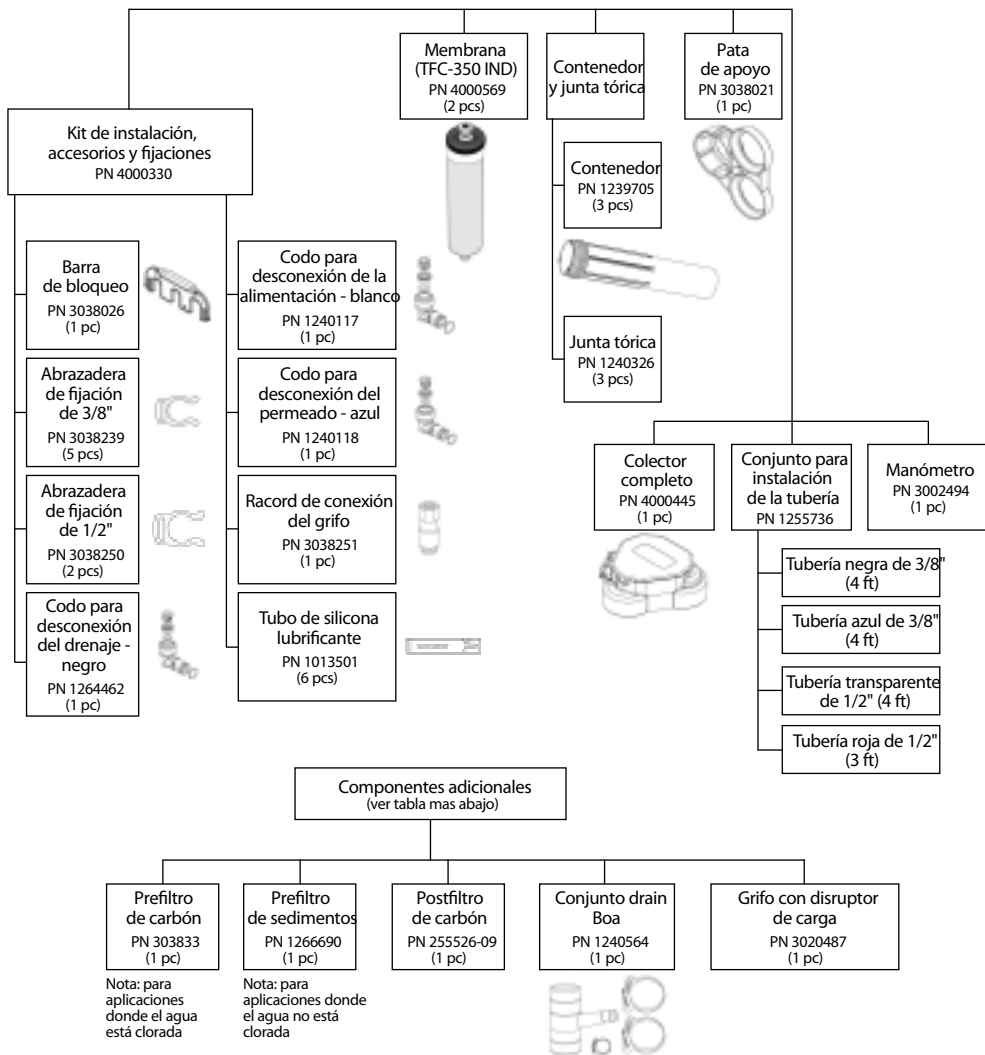 Membrana
(TFC-350 IND)
PN 4000569
(2 pcs)
Contenedor
y junta tórica
Pata
de apoyo
PN 3038021
(1 pc)
Kit de instalación,
accesorios y fijaciones
PN 4000330
Contenedor
PN 1239705
(3 pcs)
Junta tórica
PN 1240326
(3 pcs)
Barra
de bloqueo
PN 3038026
(1 pc)
Codo para
desconexión de la
alimentación - blanco
PN 1240117
(1 pc)
Abrazadera
de fijación
de 3/8"
PN 3038239
(5 pcs)
Codo para
desconexión del
permeado - azul
PN 1240118
(1 pc)
Abrazadera
de fijación
de 1/2"
PN 3038250
(2 pcs)
Racord de conexión
del grifo
PN 3038251
(1 pc)
Codo para
desconexión
del drenaje -
negro
PN 1264462
(1 pc)
Tubo de silicona
lubrificante
PN 1013501
(6 pcs)
Colector
completo
PN 4000445
(1 pc)
Conjunto para
instalación
de la tubería
PN 1255736
Manómetro
PN 3002494
(1 pc)
Tubería negra de 3/8"
(4 ft)
Tubería azul de 3/8"
(4 ft)
Tubería transparente
de 1/2" (4 ft)
Tubería roja de 1/2"
(3 ft)
Componentes adicionales
(ver tabla mas abajo)
Prefiltro
de carbón
PN 303833
(1 pc)
Nota: para
aplicaciones
donde el agua
está clorada
Prefiltro
de sedimentos
PN 1266690
(1 pc)
Nota: para
aplicaciones donde
el agua no está
clorada
Postfiltro
de carbón
PN 255526-09
(1 pc)
Conjunto drain
Boa
PN 1240564
(1 pc)
Grifo con disruptor
de carga
PN 3020487
(1 pc)